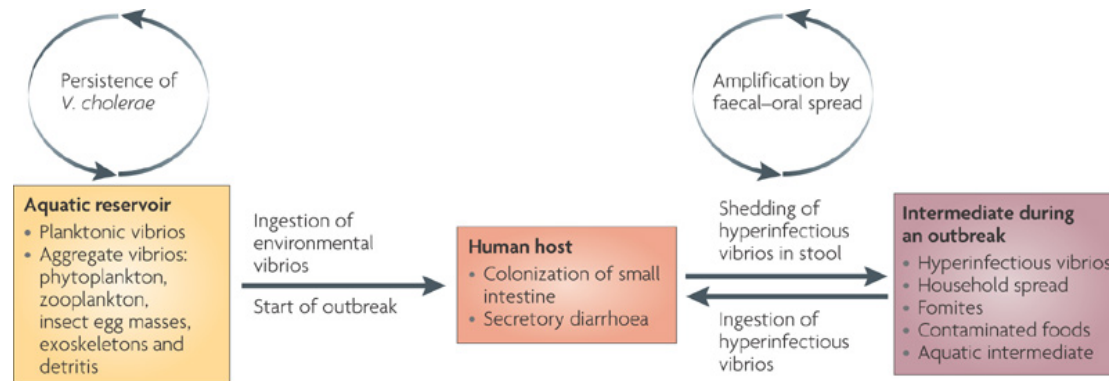 Persistence of
V. cholerae
Amplification by
faecal–oral spread
Aquatic reservoir
• Planktonic vibrios
• Aggregate vibrios:
phytoplankton,
zooplankton,
insect egg masses,
exoskeletons and
detritis
Ingestion of
environmental
vibrios
Start of outbreak
Human host
• Colonization of small
intestine
• Secretory diarrhoea
Shedding of
hyperinfectious
vibrios in stool
Ingestion of
hyperinfectious
vibrios
Intermediate during
an outbreak
• Hyperinfectious vibrios
• Household spread
• Fomites
• Contaminated foods
• Aquatic intermediate